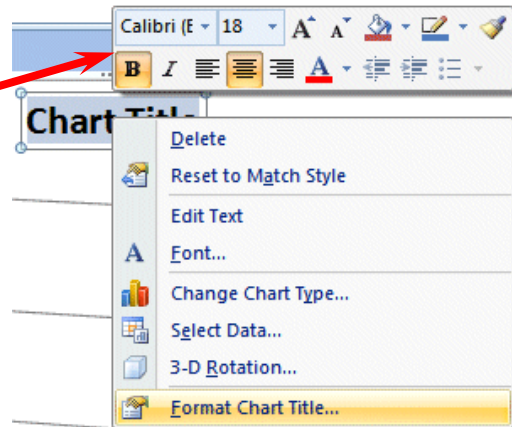 Calibri (E 18 A A
B I A
Chart Title
Delete
Reset to Match Style
Edit Text
A Font...
Change Chart Type...
Select Data...
3-D Rotation...
Format Chart Title...